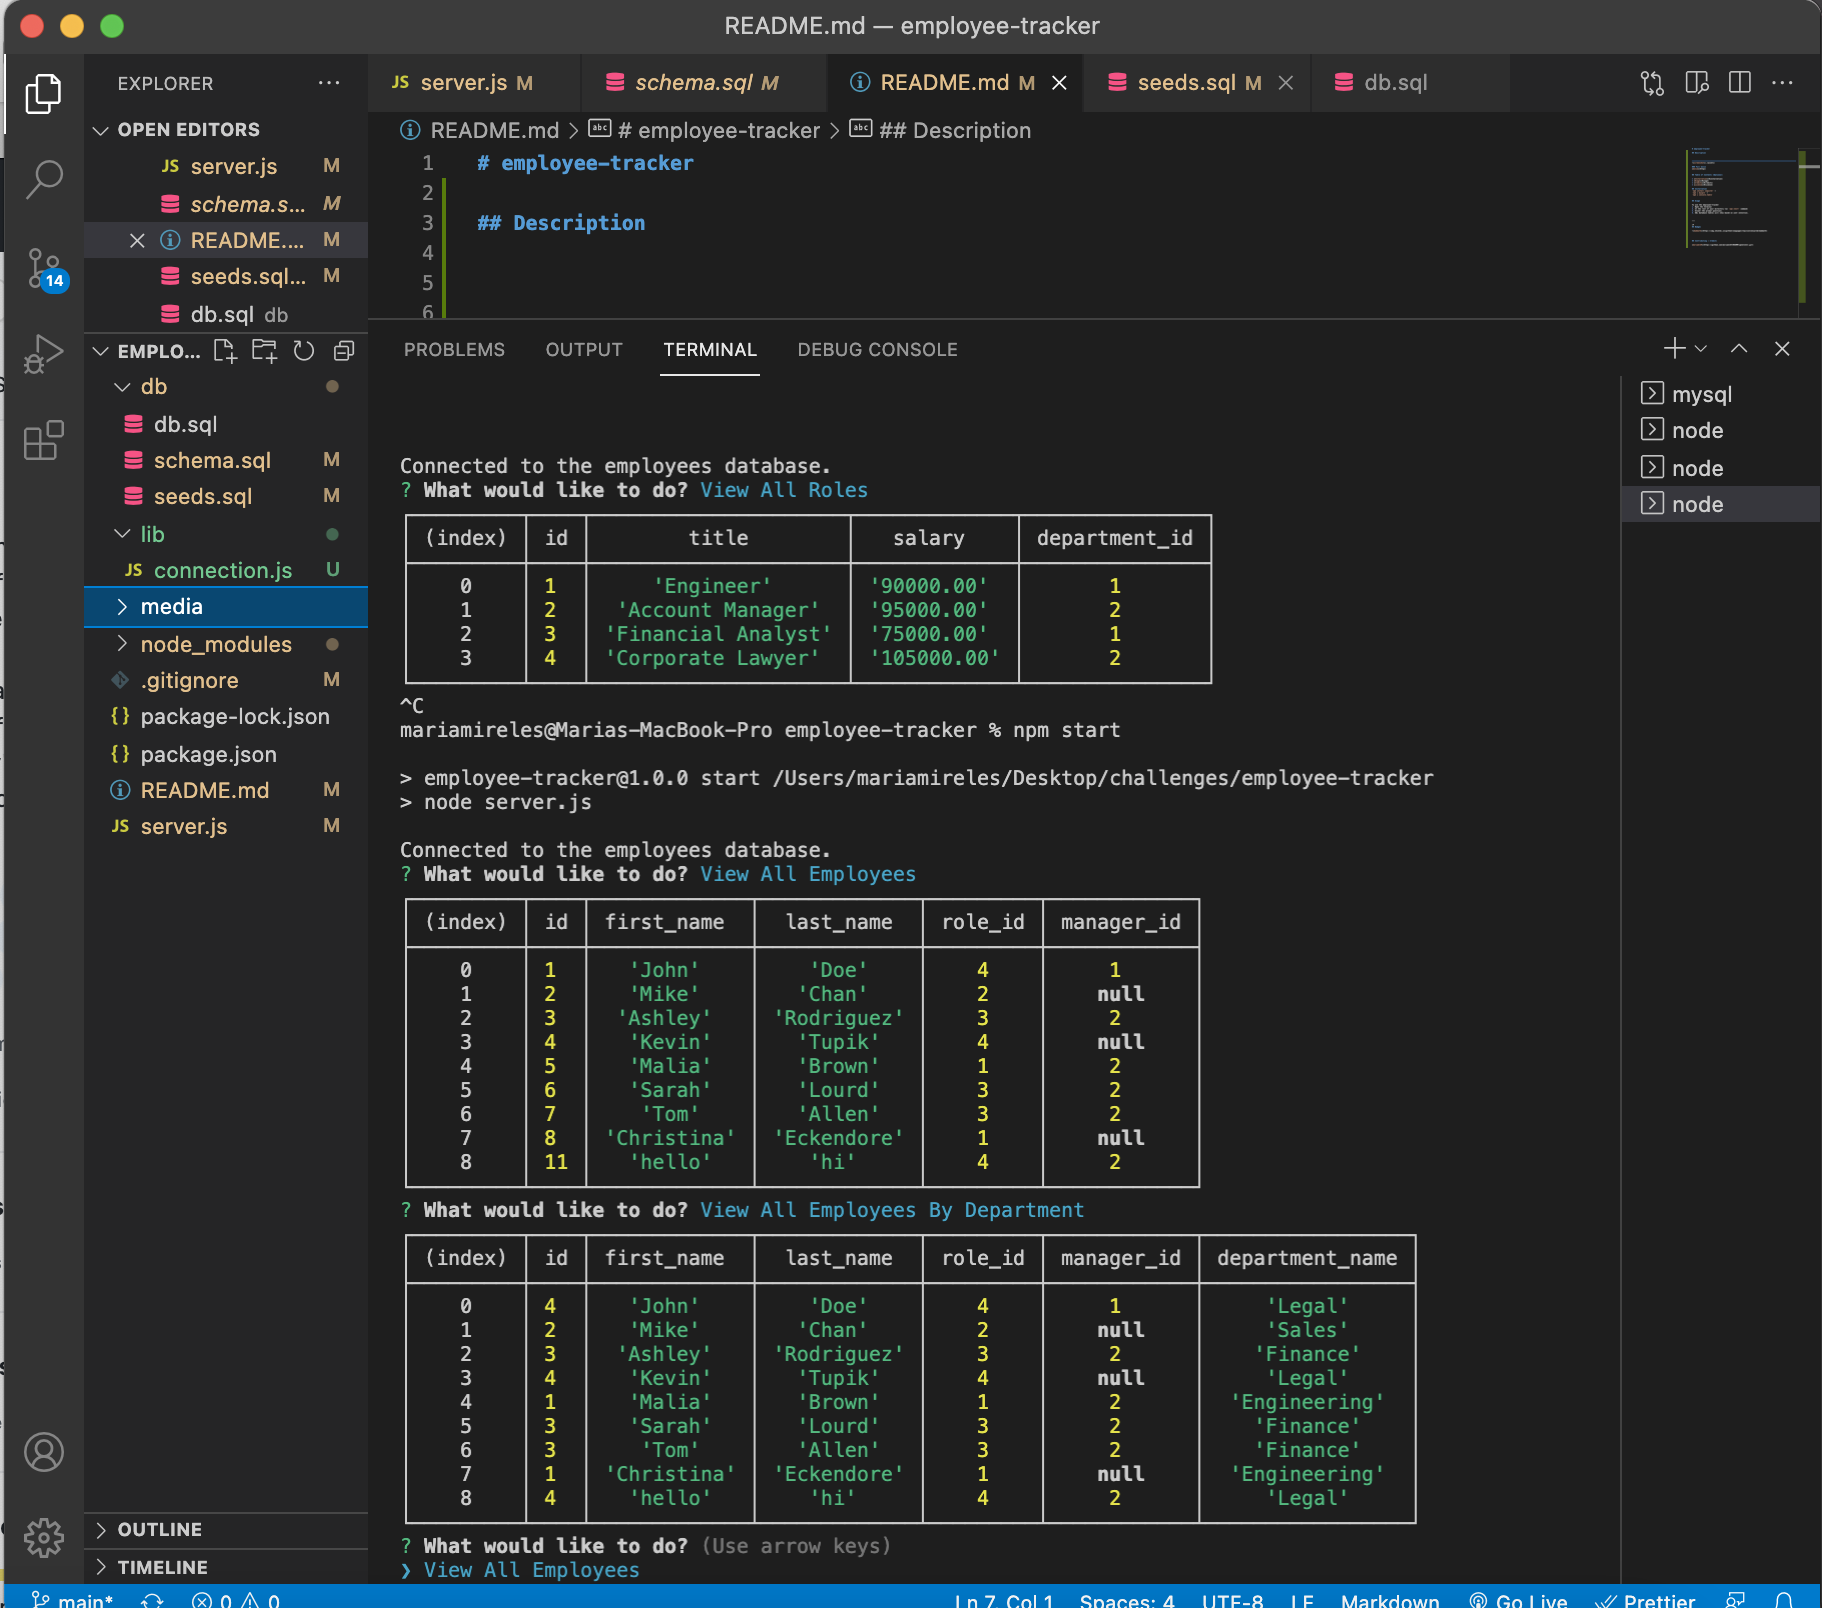 README.md — employee-tracker
EXPLORER
OPEN EDITORS
JS server.js M
schema.s... M
README.... M
seeds.sql... M
db.sql db
EMPLO...
db
db.sql
schema.sql M
seeds.sql M
lib
JS connection.js U
media
node_modules
.gitignore M
{} package-lock.json
{} package.json
README.md M
JS server.js M
OUTLINE
TIMELINE
14
JS server.js M
schema.sql M
README.md M
seeds.sql M
db.sql
README.md > # employee-tracker > ## Description
1 # employee-tracker
2
3 ## Description
4
5
6
PROBLEMS OUTPUT TERMINAL DEBUG CONSOLE
mysql
node
node
node
Connected to the employees database.
? What would like to do? View All Roles
(index) id title salary department_id
0 1 'Engineer' '90000.00' 1
1 2 'Account Manager' '95000.00' 2
2 3 'Financial Analyst' '75000.00' 1
3 4 'Corporate Lawyer' '105000.00' 2
^C
mariamireles@Marias-MacBook-Pro employee-tracker % npm start
> employee-tracker@1.0.0 start /Users/mariamireles/Desktop/challenges/employee-tracker
> node server.js
Connected to the employees database.
? What would like to do? View All Employees
(index) id first_name last_name role_id manager_id
0 1 'John' 'Doe' 4 1
1 2 'Mike' 'Chan' 2 null
2 3 'Ashley' 'Rodriguez' 3 2
3 4 'Kevin' 'Tupik' 4 null
4 5 'Malia' 'Brown' 1 2
5 6 'Sarah' 'Lourd' 3 2
6 7 'Tom' 'Allen' 3 2
7 8 'Christina' 'Eckendore' 1 null
8 11 'hello' 'hi' 4 2
? What would like to do? View All Employees By Department
(index) id first_name last_name role_id manager_id department_name
0 4 'John' 'Doe' 4 1 'Legal'
1 2 'Mike' 'Chan' 2 null 'Sales'
2 3 'Ashley' 'Rodriguez' 3 2 'Finance'
3 4 'Kevin' 'Tupik' 4 null 'Legal'
4 1 'Malia' 'Brown' 1 2 'Engineering'
5 3 'Sarah' 'Lourd' 3 2 'Finance'
6 3 'Tom' 'Allen' 3 2 'Finance'
7 1 'Christina' 'Eckendore' 1 null 'Engineering'
8 4 'hello' 'hi' 4 2 'Legal'
? What would like to do? (Use arrow keys)
❯ View All Employees
main* 0 0 Ln 7, Col 1 Spaces: 4 UTF-8 LF Markdown Go Live Prettier